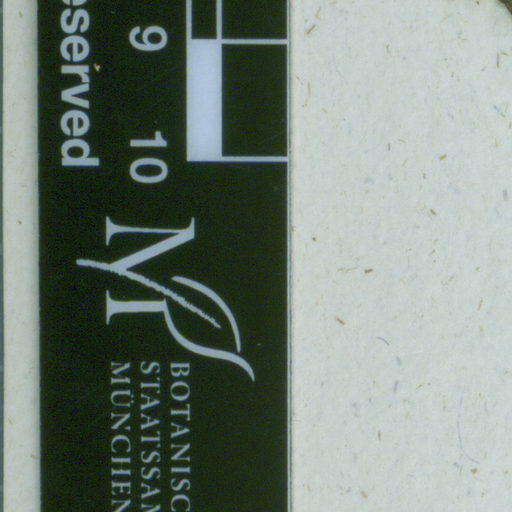 eserved
9 10
BOTANISC
STAATSSAM
MÜNCHEN